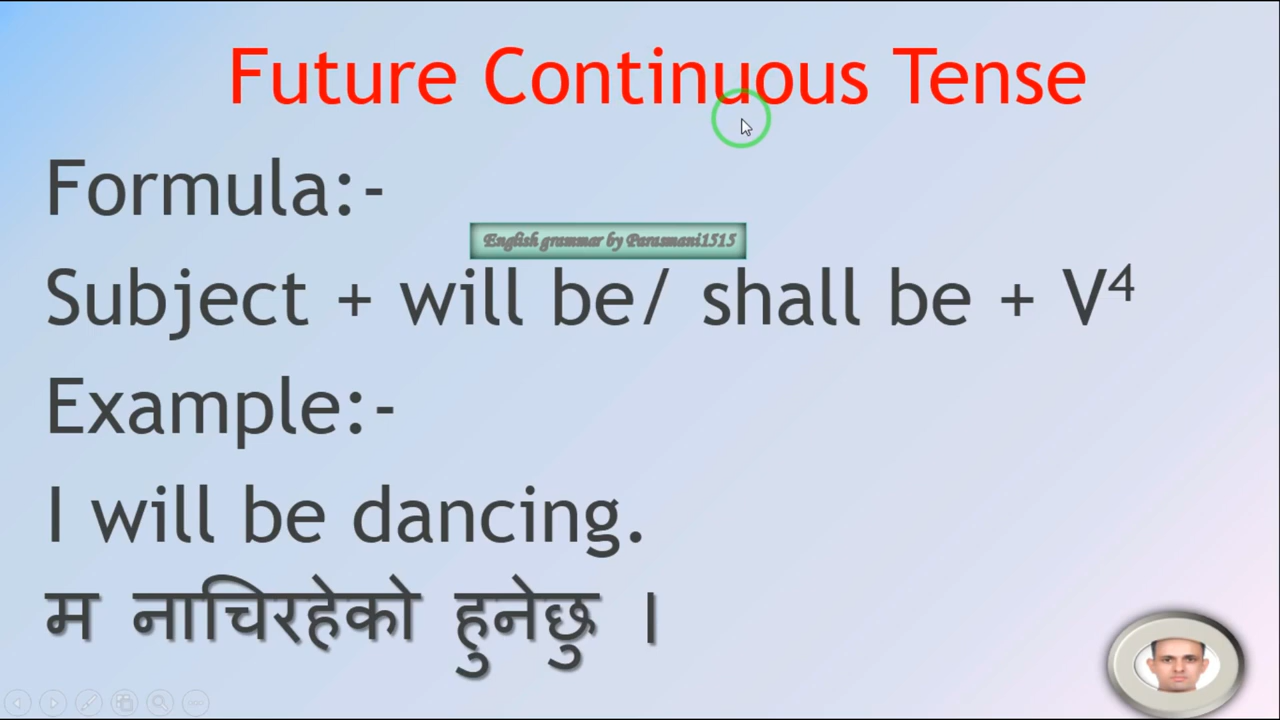 Future Continuous Tense
Formula:-
English grammar by Parasmani1515
Subject + will be/ shall be + V⁴
Example:-
I will be dancing.
म नाचिरहेको हुनेछु ।